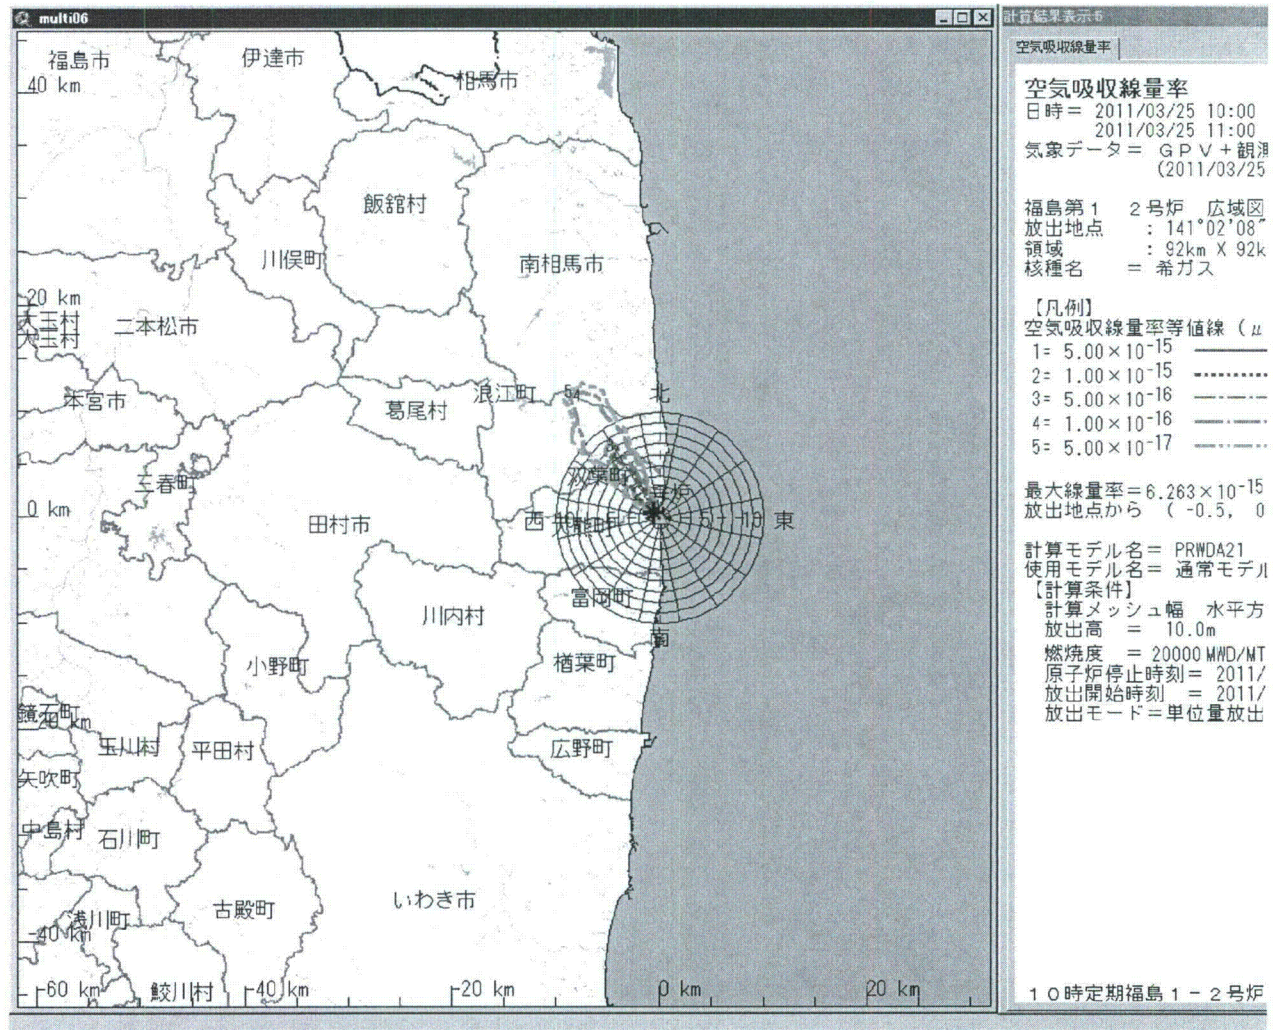 multi06
福島市
伊達市
相馬市
40 km
飯舘村
川俣町
南相馬市
20 km
大玉村
大玉村
二本松市
本宮市
浪江町
葛尾村
54
北
双葉町
三春町
0 km
田村市
西
10
大熊町
5
10
東
富岡町
川内村
南
小野町
楢葉町
鏡石町
-20 km
玉川村
平田村
広野町
矢吹町
中島村
石川町
いわき市
古殿町
浅川町
-40 km
鮫川村
-60 km
-40 km
-20 km
0 km
20 km
計算結果表示-6
空気吸収線量率
空気吸収線量率
日時= 2011/03/25 10:00
2011/03/25 11:00
気象データ= GPV+観測
(2011/03/25
福島第1 2号炉 広域図
放出地点 : 141°02'08"
領域 : 92km X 92k
核種名 = 希ガス
【凡例】
空気吸収線量率等値線（μ
1= 5.00×10-15
2= 1.00×10-15
3= 5.00×10-16
4= 1.00×10-16
5= 5.00×10-17
最大線量率=6.263×10-15
放出地点から ( -0.5, 0
計算モデル名= PRWDA21
使用モデル名= 通常モデル
【計算条件】
計算メッシュ幅 水平方
放出高 = 10.0m
燃焼度 = 20000MWD/MT
原子炉停止時刻= 2011/
放出開始時刻 = 2011/
放出モード=単位量放出
10時定期福島1-2号炉